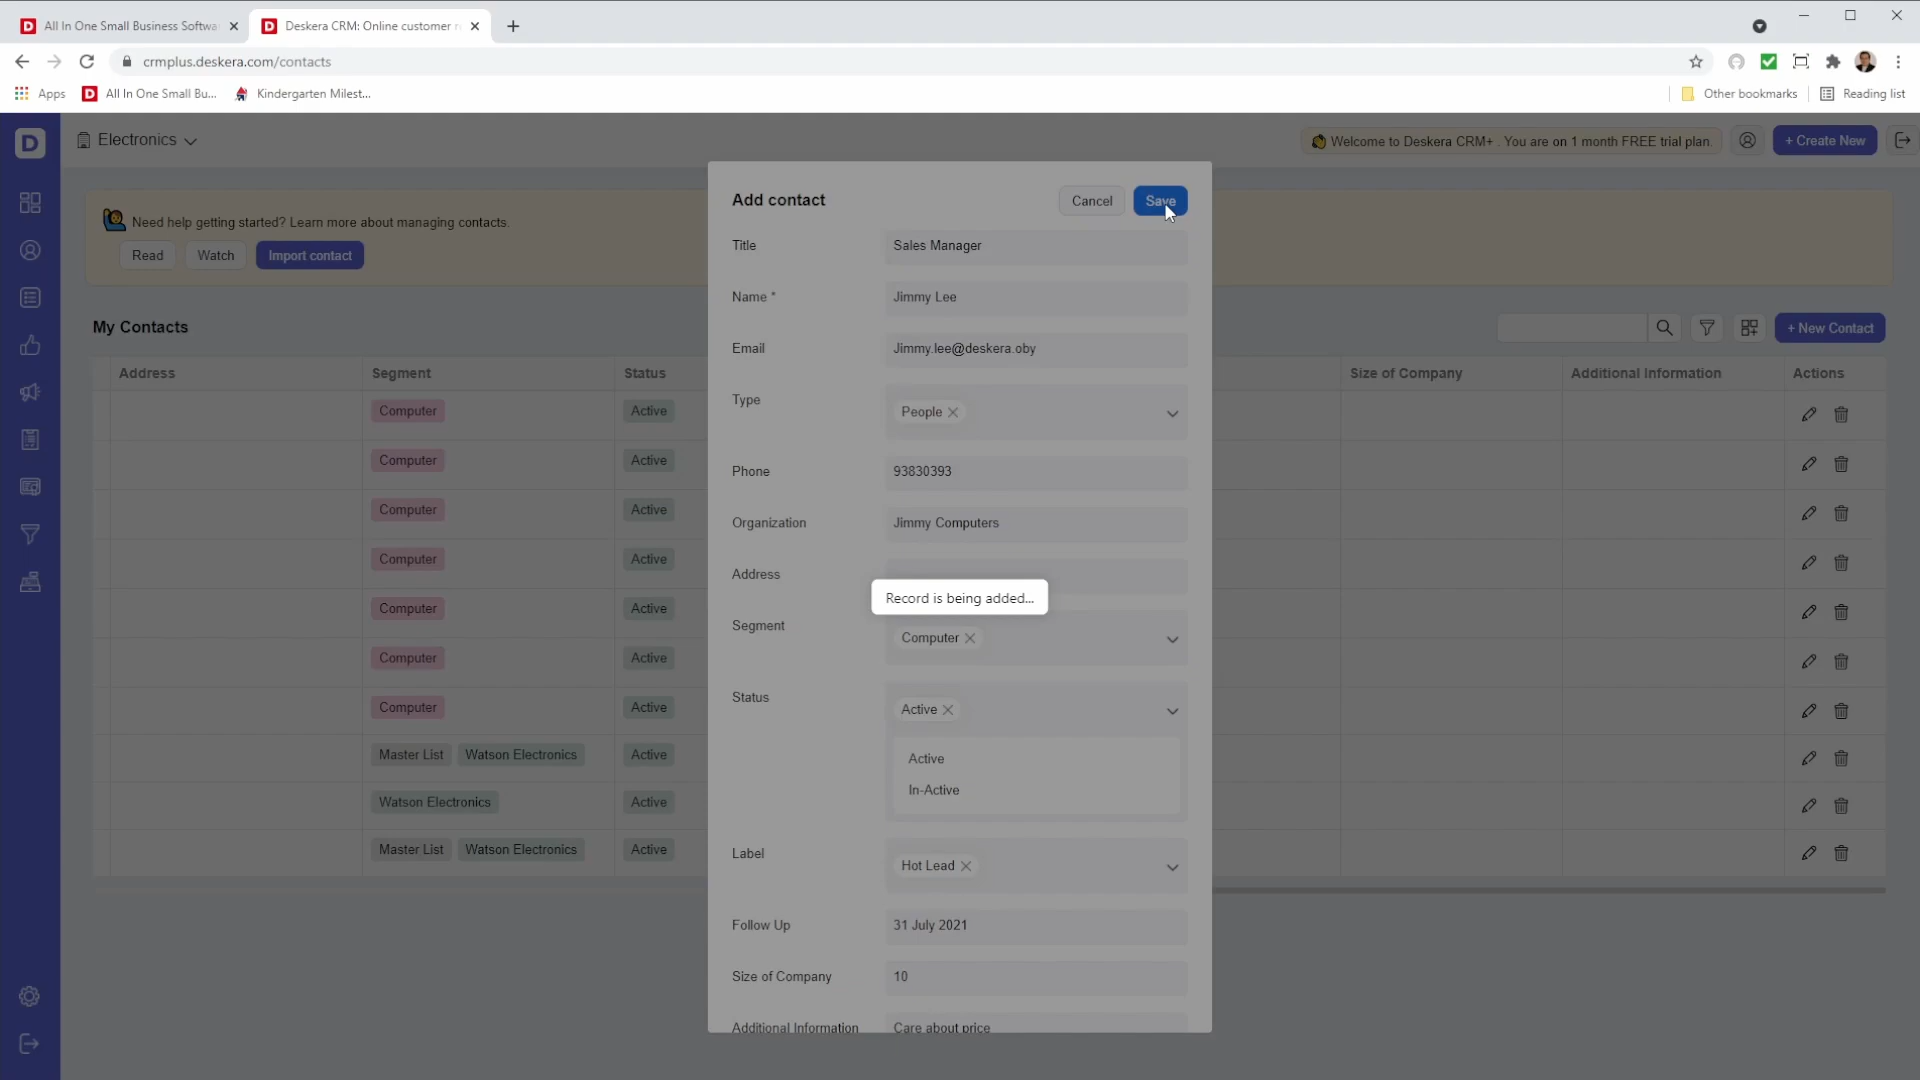 All In One Small Business Softwa
Deskera CRM: Online customer r
crmplus.deskera.com/contacts
Apps
All In One Small Bu...
Kindergarten Milest...
Other bookmarks
Reading list
D
Electronics
Welcome to Deskera CRM+ . You are on 1 month FREE trial plan.
+ Create New
Need help getting started? Learn more about managing contacts.
Read
Watch
Import contact
My Contacts
+ New Contact
Address
Segment
Status
Size of Company
Additional Information
Actions
Computer
Active
Computer
Active
Computer
Active
Computer
Active
Computer
Active
Computer
Active
Computer
Active
Master List
Watson Electronics
Active
Watson Electronics
Active
Master List
Watson Electronics
Active
Add contact
Cancel
Save
Title
Sales Manager
Name *
Jimmy Lee
Email
Jimmy.lee@deskera.oby
Type
People
Phone
93830393
Organization
Jimmy Computers
Address
Record is being added...
Segment
Computer
Status
Active
Active
In-Active
Label
Hot Lead
Follow Up
31 July 2021
Size of Company
10
Additional Information
Care about price